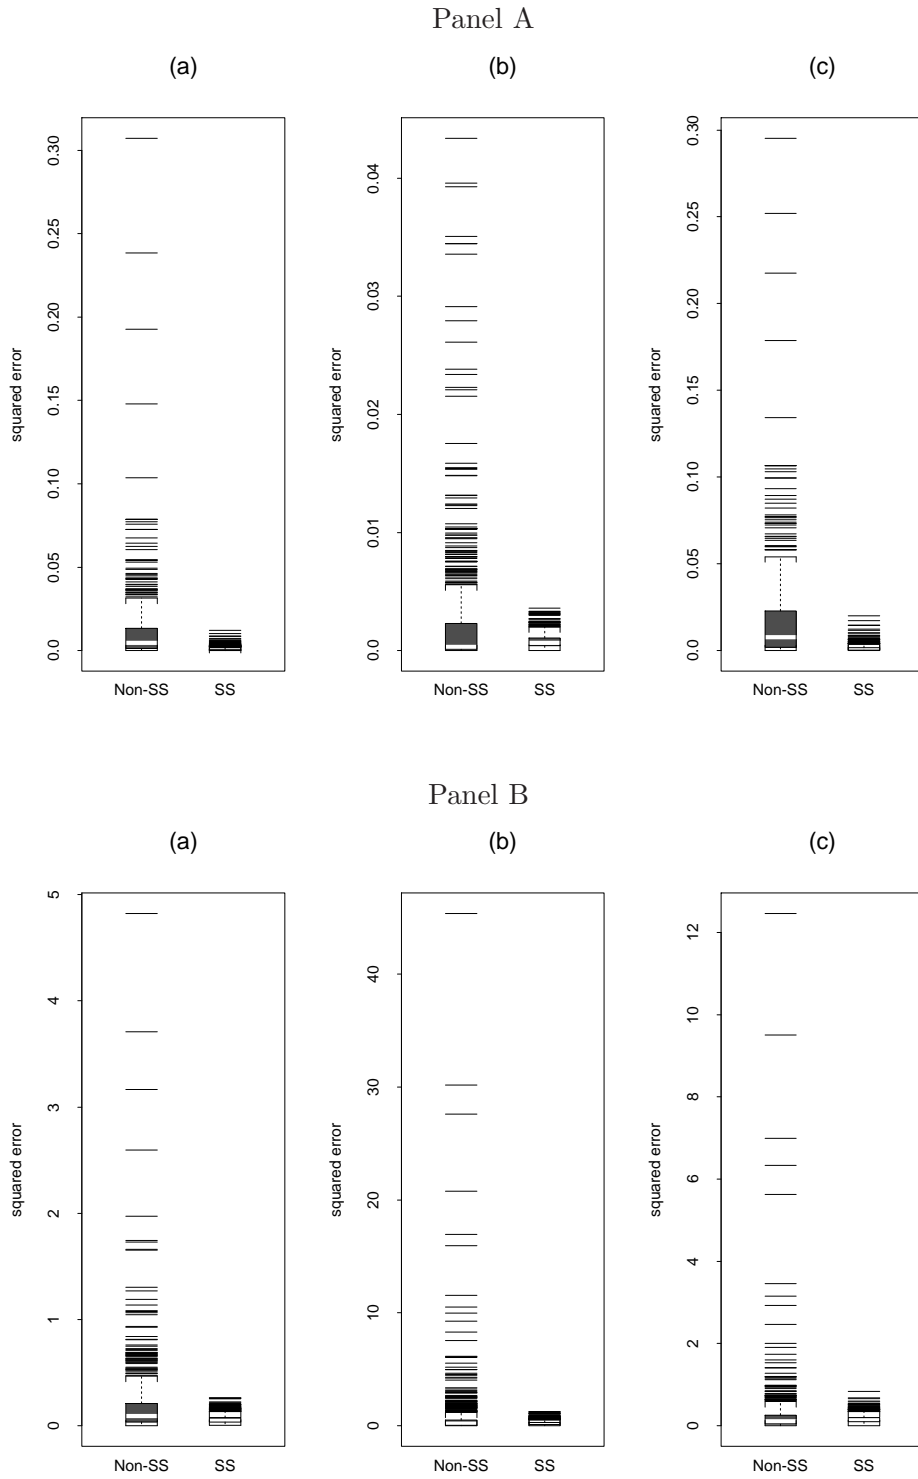 Panel A
(a)
(b)
(c)
squared error
0.0
0.05
0.10
0.15
0.20
0.25
0.30
Non-SS
SS
squared error
0.0
0.01
0.02
0.03
0.04
Non-SS
SS
squared error
0.0
0.05
0.10
0.15
0.20
0.25
0.30
Non-SS
SS
Panel B
(a)
(b)
(c)
squared error
0
1
2
3
4
5
Non-SS
SS
squared error
0
10
20
30
40
Non-SS
SS
squared error
0
2
4
6
8
10
12
Non-SS
SS